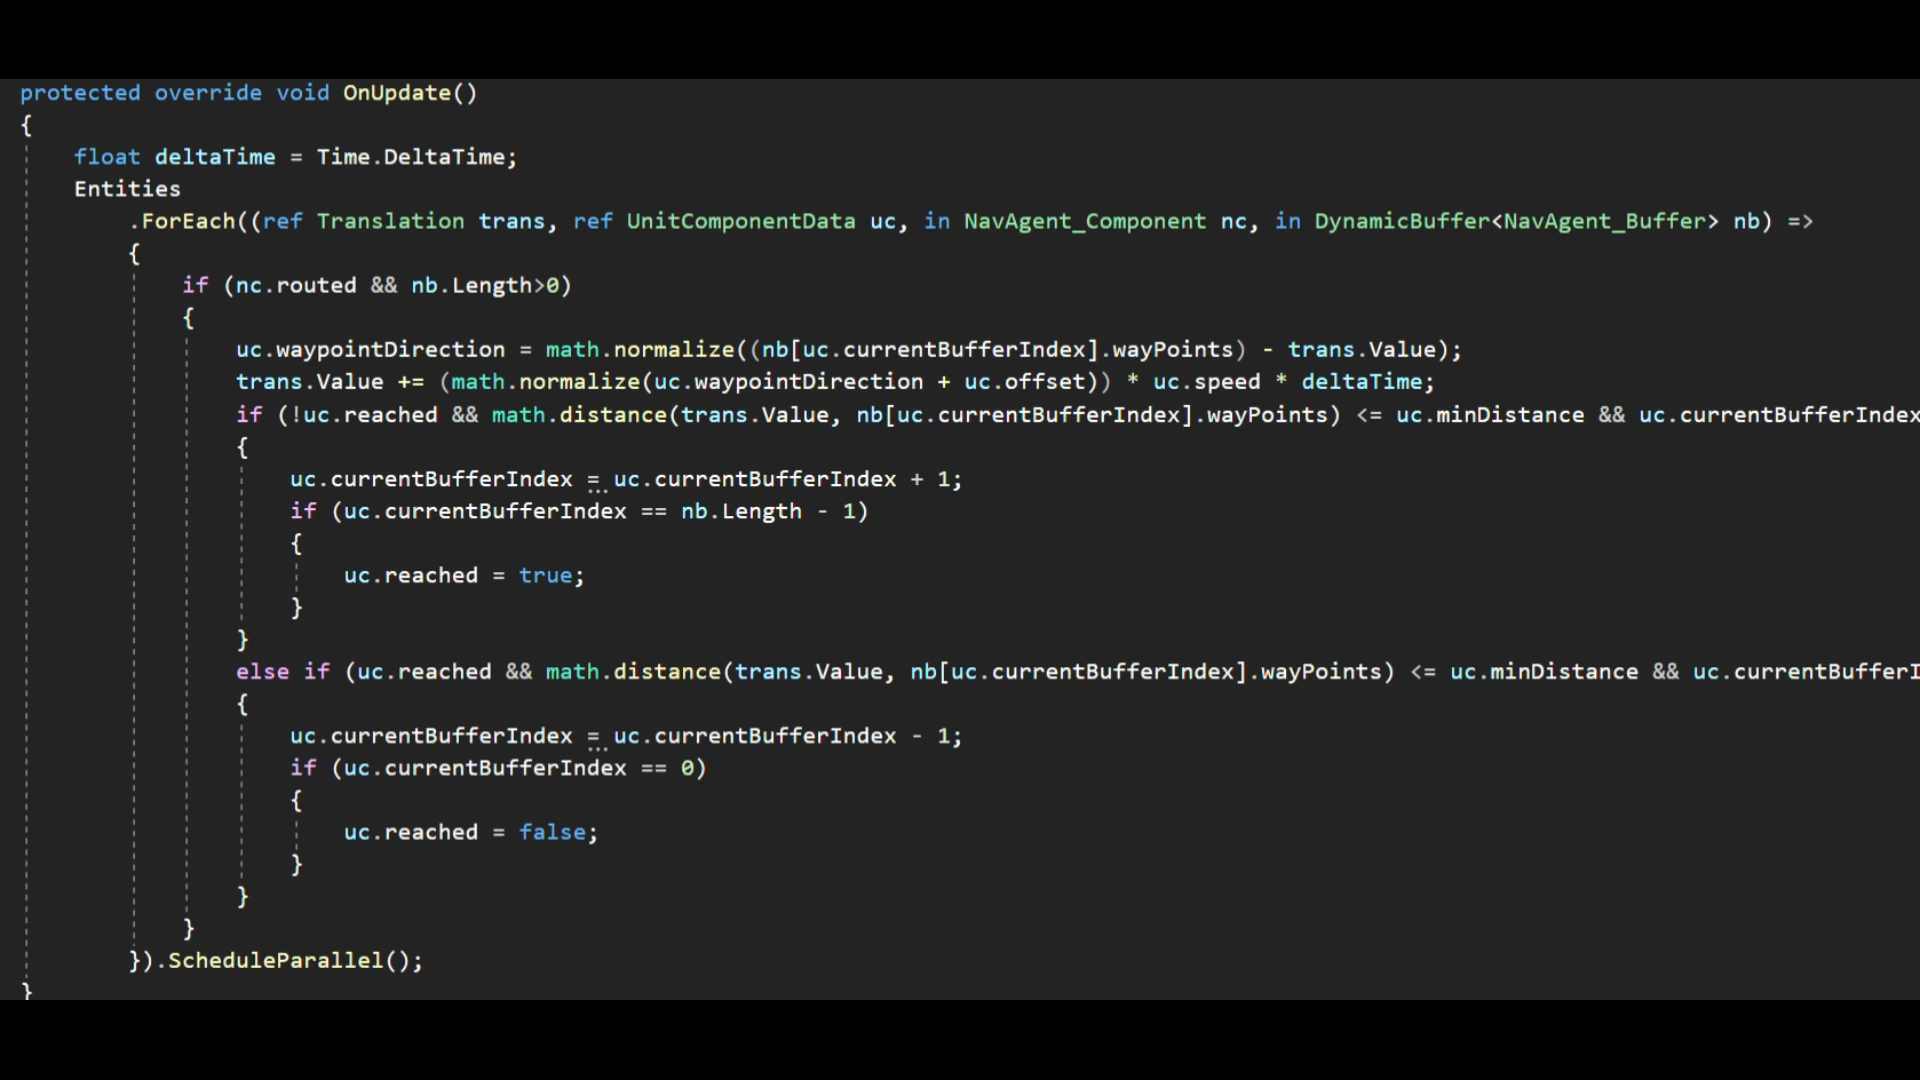 protected override void OnUpdate()
{
float deltaTime = Time.DeltaTime;
Entities
.ForEach((ref Translation trans, ref UnitComponentData uc, in NavAgent_Component nc, in DynamicBuffer<NavAgent_Buffer> nb) =>
{
if (nc.routed && nb.Length>0)
{
uc.waypointDirection = math.normalize((nb[uc.currentBufferIndex].wayPoints) - trans.Value);
trans.Value += (math.normalize(uc.waypointDirection + uc.offset)) * uc.speed * deltaTime;
if (!uc.reached && math.distance(trans.Value, nb[uc.currentBufferIndex].wayPoints) <= uc.minDistance && uc.currentBufferIndex
{
uc.currentBufferIndex = uc.currentBufferIndex + 1;
if (uc.currentBufferIndex == nb.Length - 1)
{
uc.reached = true;
}
}
else if (uc.reached && math.distance(trans.Value, nb[uc.currentBufferIndex].wayPoints) <= uc.minDistance && uc.currentBufferI
{
uc.currentBufferIndex = uc.currentBufferIndex - 1;
if (uc.currentBufferIndex == 0)
{
uc.reached = false;
}
}
}
}).ScheduleParallel();
}